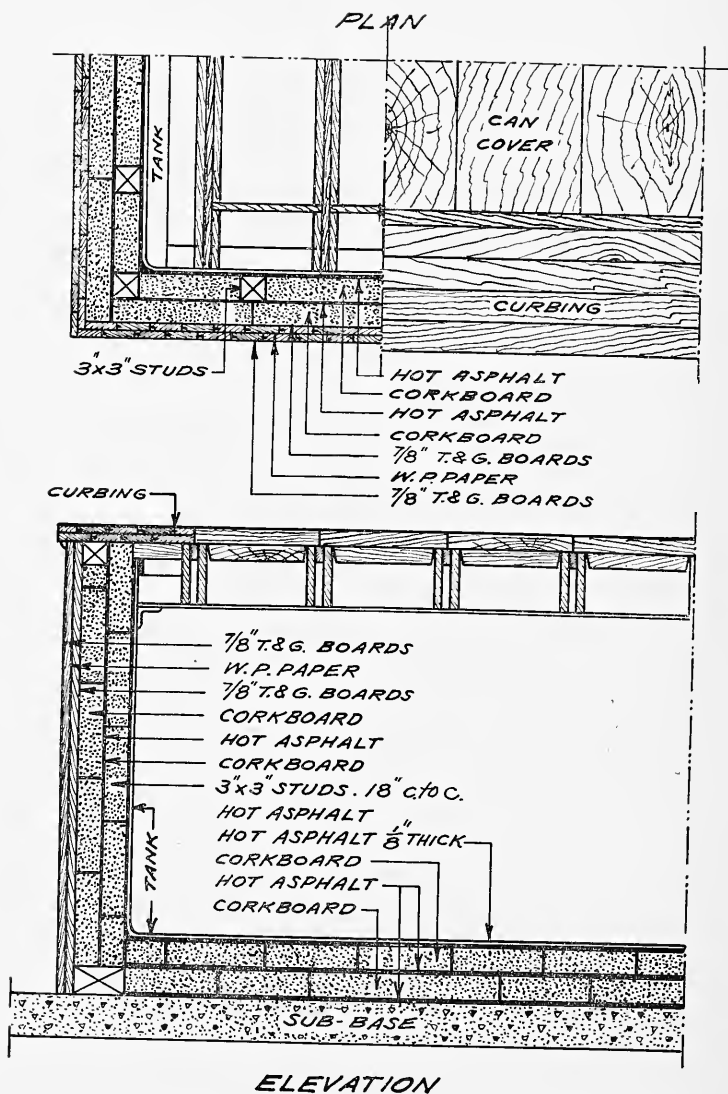 PLAN
TANK
CAN
COVER
CURBING
3"x3" STUDS
HOT ASPHALT
CORKBOARD
HOT ASPHALT
CORKBOARD
7/8" T.&G. BOARDS
W.P. PAPER
7/8" T.&G. BOARDS
CURBING
7/8" T.&G. BOARDS
W.P. PAPER
7/8" T.&G. BOARDS
CORKBOARD
HOT ASPHALT
CORKBOARD
3"x3" STUDS. 18" C. to C.
HOT ASPHALT
HOT ASPHALT 1/8" THICK
CORKBOARD
HOT ASPHALT
CORKBOARD
TANK
SUB-BASE
ELEVATION